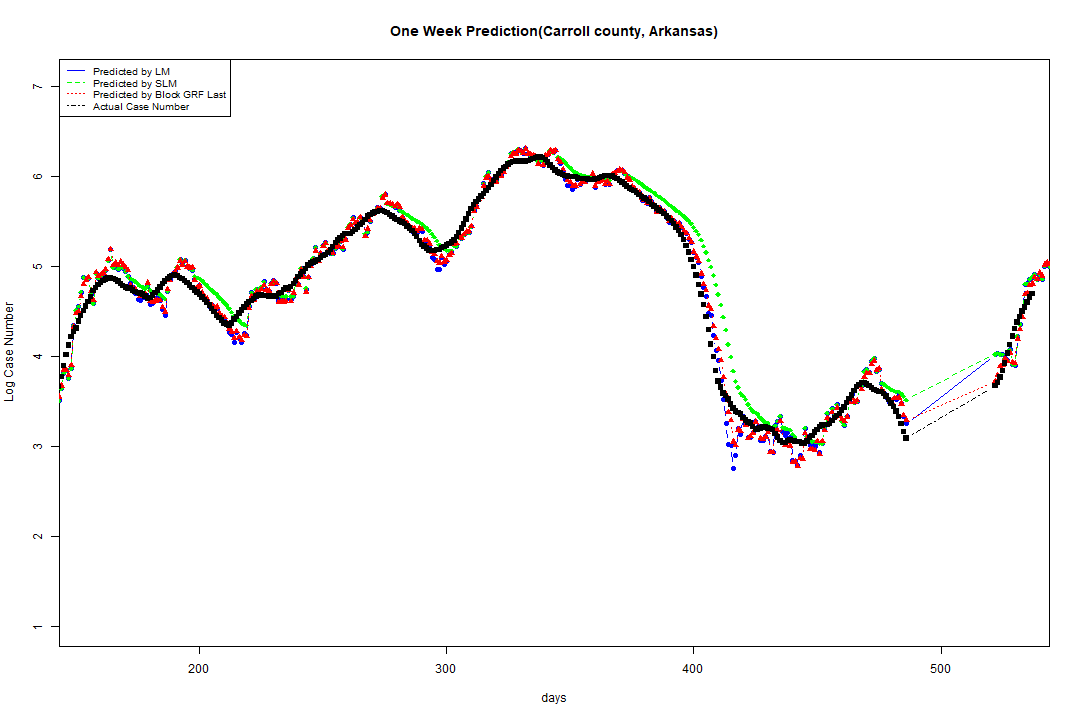 One Week Prediction(Carroll county, Arkansas)
Predicted by LM
Predicted by SLM
Predicted by Block GRF Last
Actual Case Number
7
6
5
4
3
2
1
Log Case Number
200
300
400
500
days